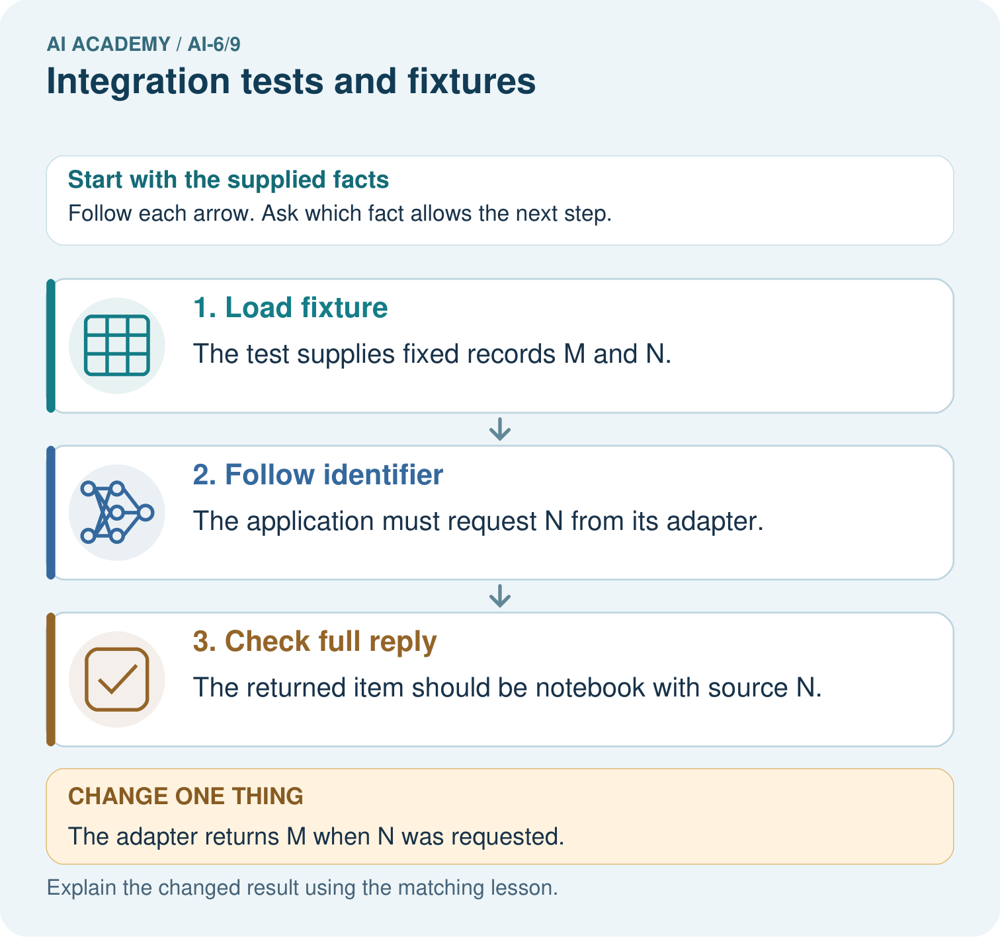 AI ACADEMY / AI-6/9
Integration tests and fixtures
Start with the supplied facts
Follow each arrow. Ask which fact allows the next step.
1. Load fixture
The test supplies fixed records M and N.
2. Follow identifier
The application must request N from its adapter.
3. Check full reply
The returned item should be notebook with source N.
CHANGE ONE THING
The adapter returns M when N was requested.
Explain the changed result using the matching lesson.